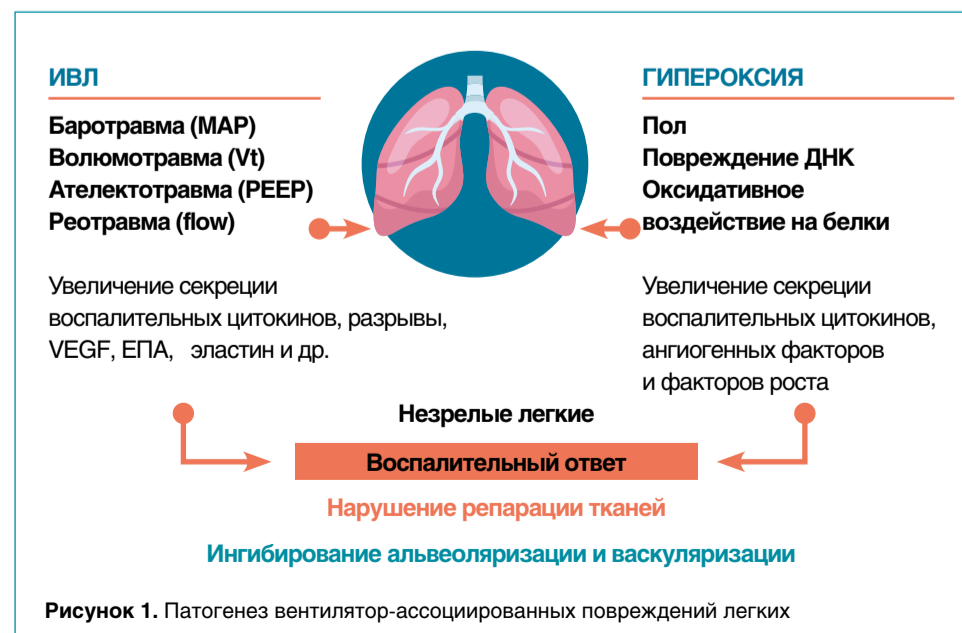 ИВЛ
Баротравма (MAP)
Волюмотравма (Vt)
Ателектотравма (PEEP)
Реотравма (flow)
Увеличение секреции
воспалительных цитокинов, разрывы,
VEGF, ЕПА, эластин и др.
ГИПЕРОКСИЯ
Пол
Повреждение ДНК
Оксидативное
воздействие на белки
Увеличение секреции
воспалительных цитокинов,
ангиогенных факторов
и факторов роста
Незрелые легкие
Воспалительный ответ
Нарушение репарации тканей
Ингибирование альвеоляризации и васкуляризации
Рисунок 1. Патогенез вентилятор-ассоциированных повреждений легких